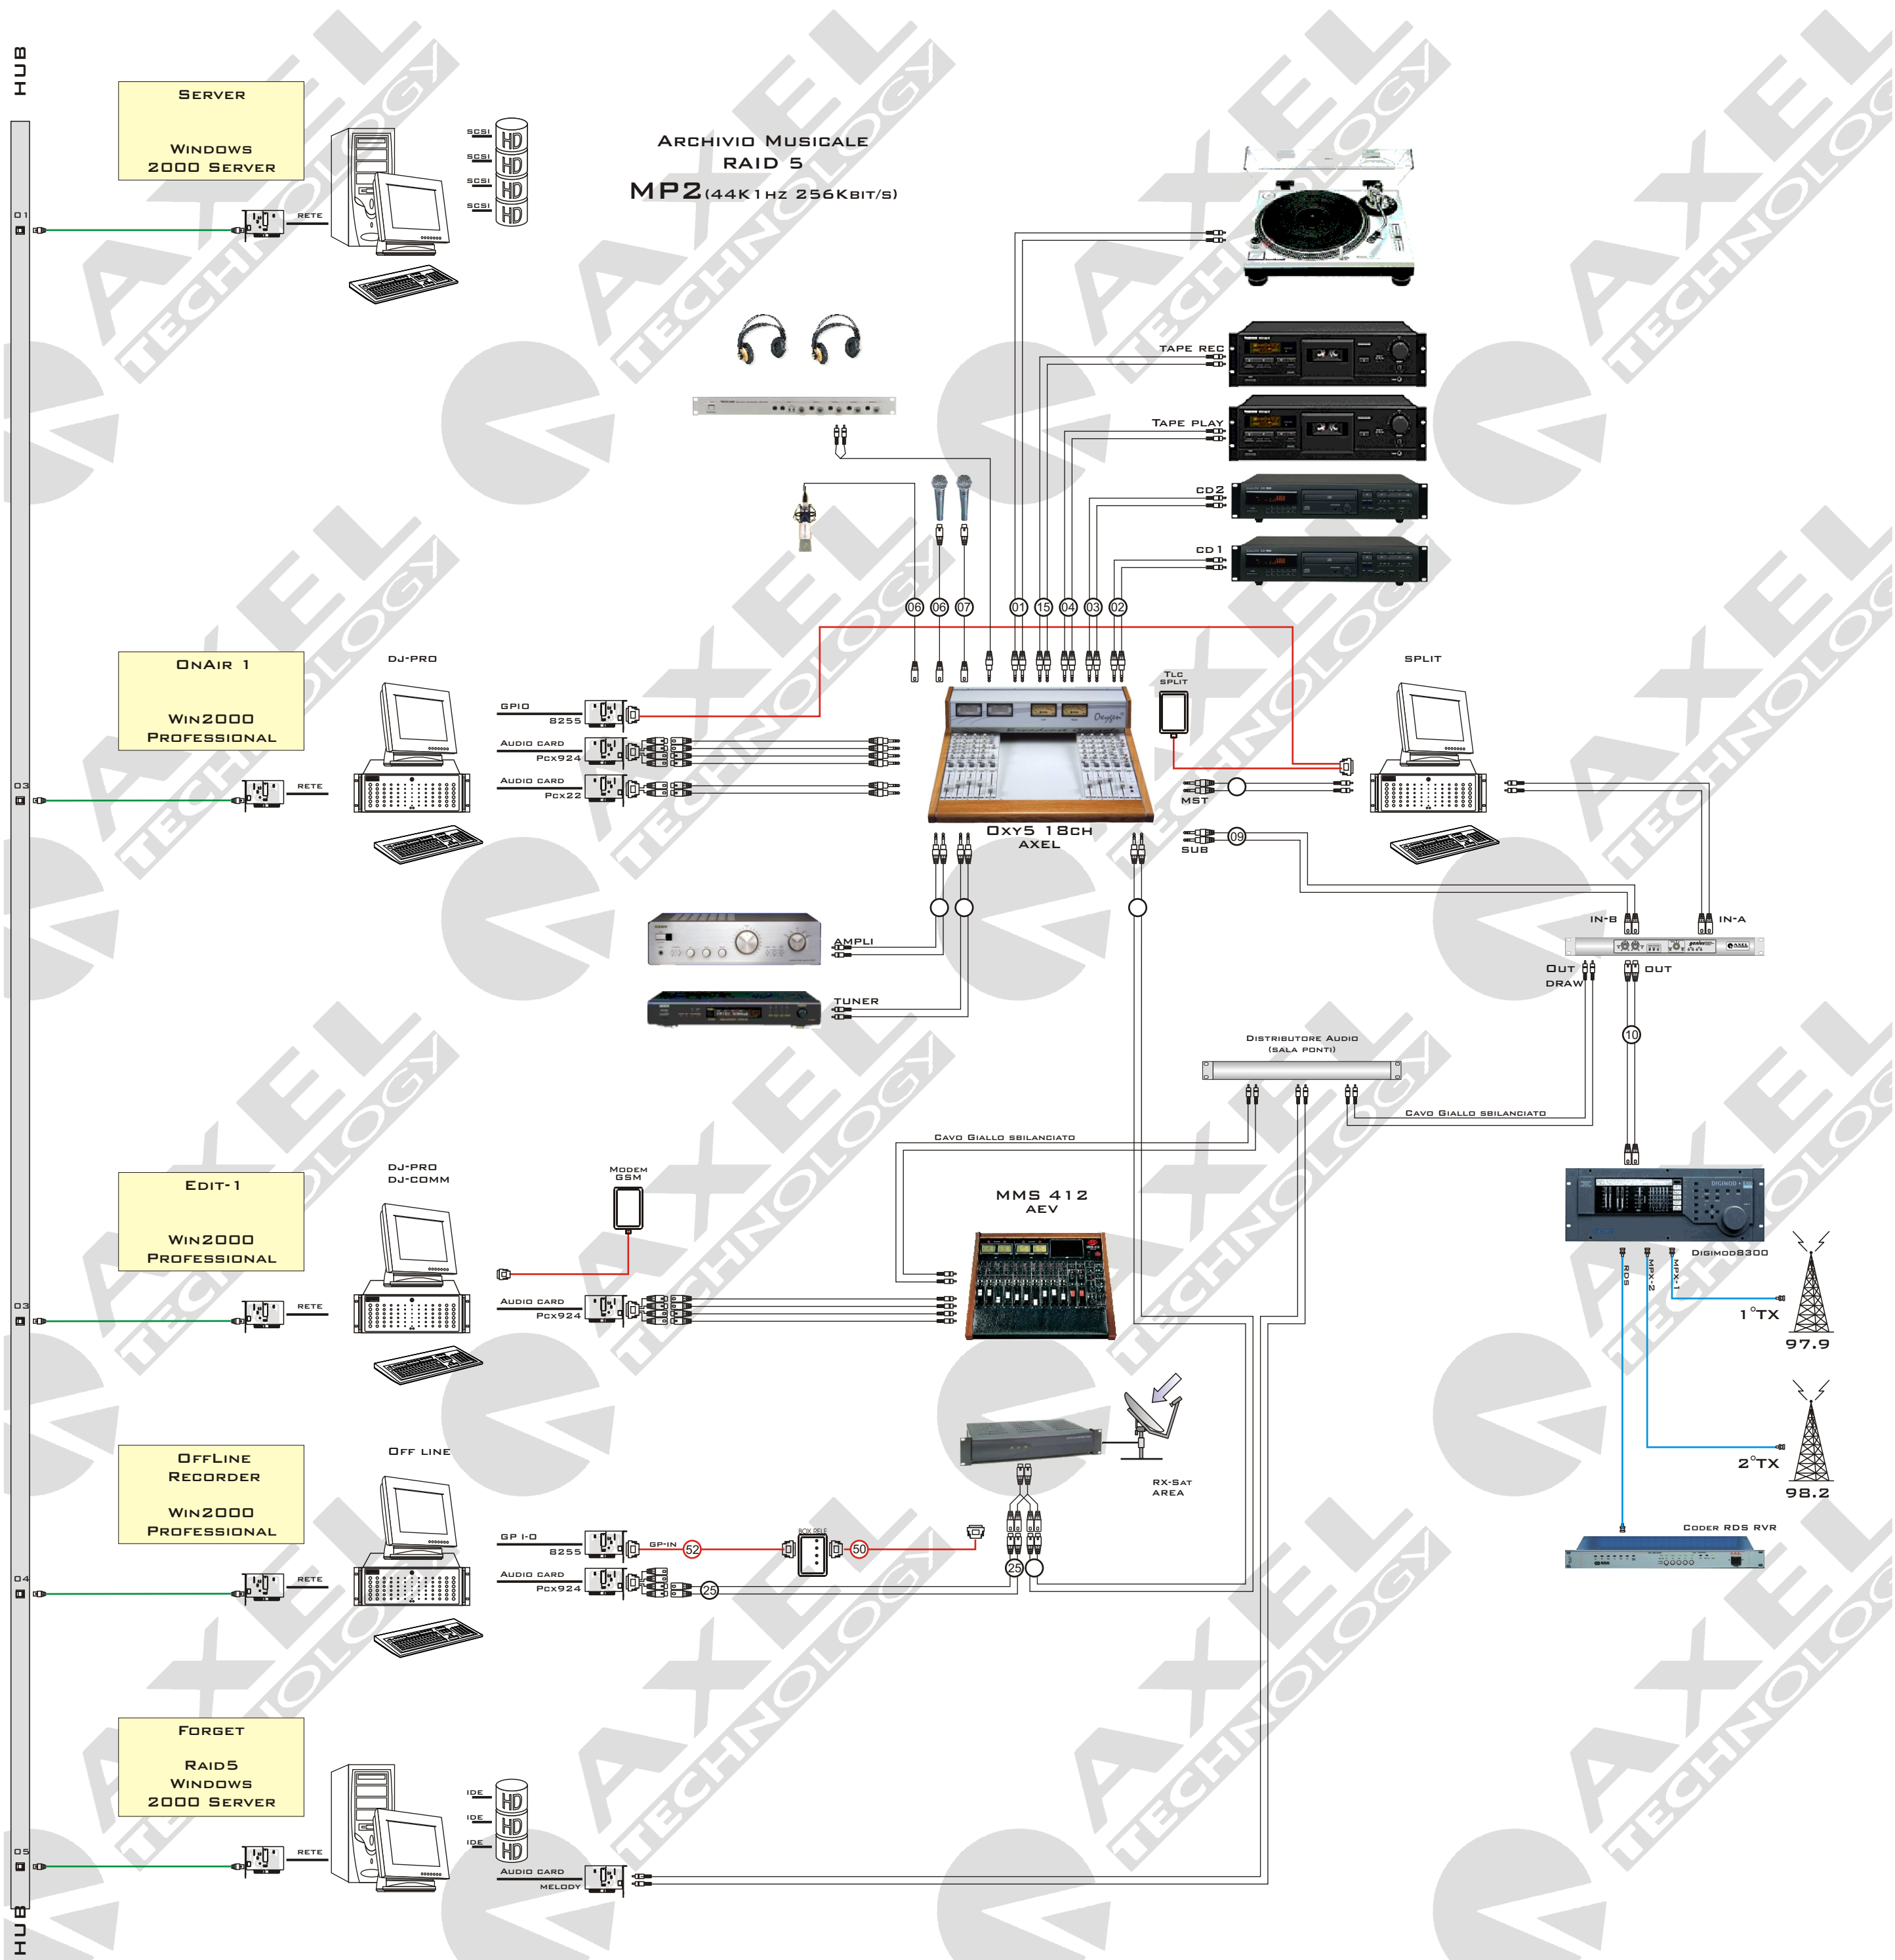 HUB
SERVER
WINDOWS
2000 SERVER
01
RETE
SCSI
HD
SCSI
HD
SCSI
HD
SCSI
HD
ARCHIVIO MUSICALE
RAID 5
MP2(44K1HZ 256KBIT/S)
TAPE REC
TAPE PLAY
CD2
CD1
06
06
07
01
15
04
03
02
ONAIR 1
WIN2000
PROFESSIONAL
03
RETE
DJ-PRO
GPIO
8255
AUDIO CARD
PCX924
AUDIO CARD
PCX22
Oxygen
OXY5 18CH
AXEL
TLC
SPLIT
SPLIT
MST
SUB
09
AMPLI
TUNER
IN-B
IN-A
genius
AXEL
OUT
DRAW
OUT
10
DISTRIBUTORE AUDIO
(SALA PONTI)
CAVO GIALLO SBILANCIATO
CAVO GIALLO SBILANCIATO
EDIT-1
WIN2000
PROFESSIONAL
03
RETE
DJ-PRO
DJ-COMM
MODEM
GSM
AUDIO CARD
PCX924
MMS 412
AEV
DIGIMOD
DIGIMOD8300
RDS
MPX-2
MPX-1
1°TX
97.9
2°TX
98.2
CODER RDS RVR
OFFLINE
RECORDER
WIN2000
PROFESSIONAL
04
RETE
OFF LINE
GP I-O
8255
GP-IN
52
BOX RELE
50
AUDIO CARD
PCX924
25
25
RX-SAT
AREA
FORGET
RAID5
WINDOWS
2000 SERVER
05
RETE
IDE
HD
IDE
HD
IDE
HD
AUDIO CARD
MELODY
HUB
AXEL
TECHNOLOGY